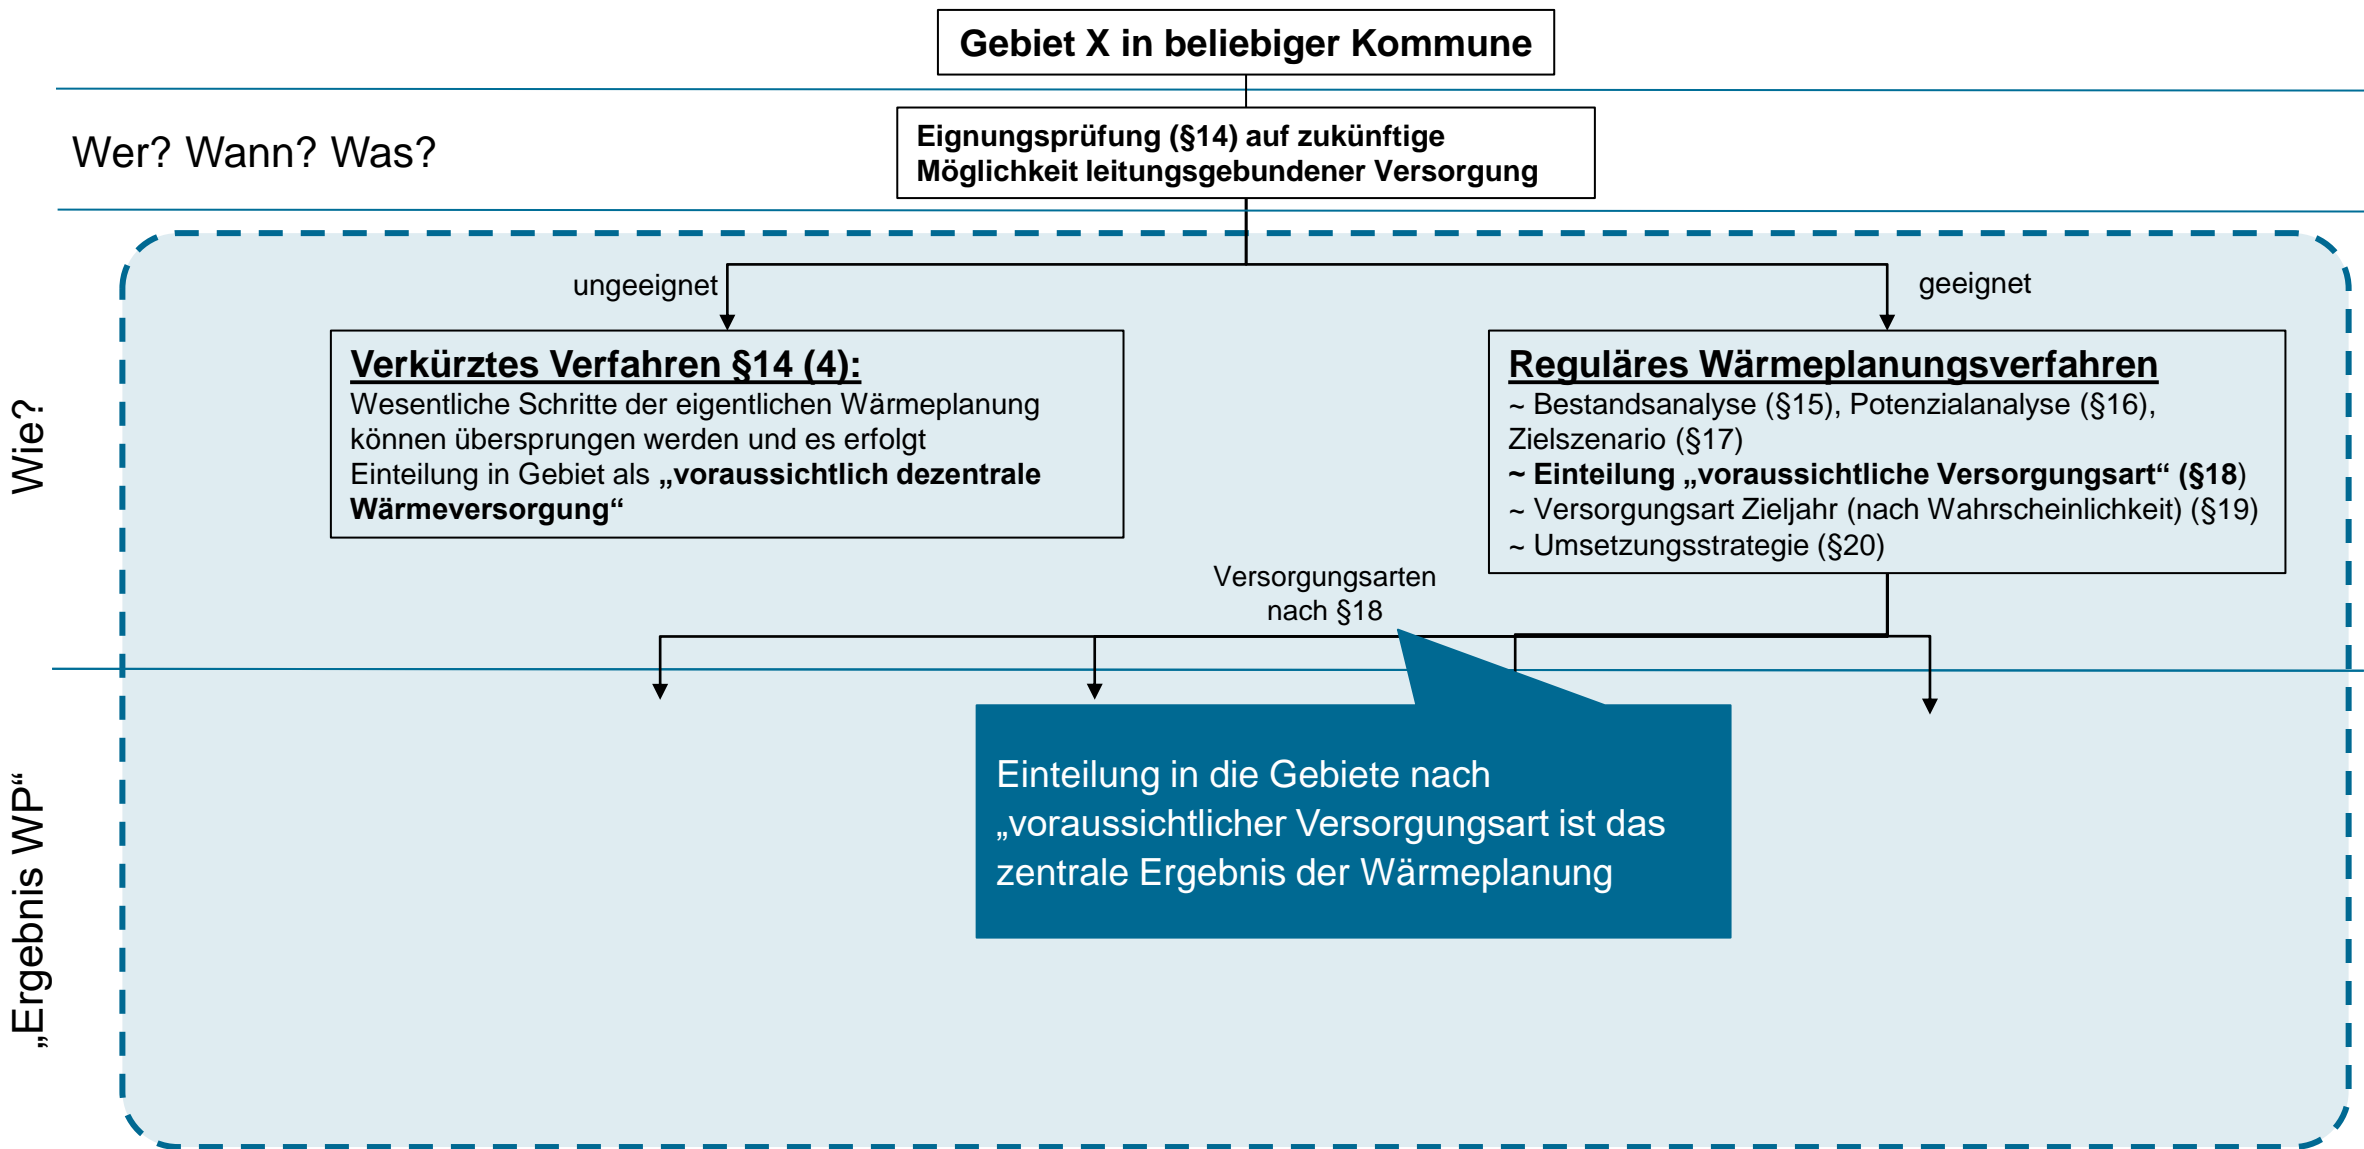 Gebiet X in beliebiger Kommune
Wer? Wann? Was?
Eignungsprüfung (§14) auf zukünftige
Möglichkeit leitungsgebundener Versorgung
Wie?
ungeeignet
geeignet
Verkürztes Verfahren §14 (4):
Wesentliche Schritte der eigentlichen Wärmeplanung
können übersprungen werden und es erfolgt
Einteilung in Gebiet als „voraussichtlich dezentrale
Wärmeversorgung“
Reguläres Wärmeplanungsverfahren
~ Bestandsanalyse (§15), Potenzialanalyse (§16),
Zielszenario (§17)
~ Einteilung „voraussichtliche Versorgungsart“ (§18)
~ Versorgungsart Zieljahr (nach Wahrscheinlichkeit) (§19)
~ Umsetzungsstrategie (§20)
Versorgungsarten
nach §18
„Ergebnis WP“
Einteilung in die Gebiete nach
„voraussichtlicher Versorgungsart ist das
zentrale Ergebnis der Wärmeplanung